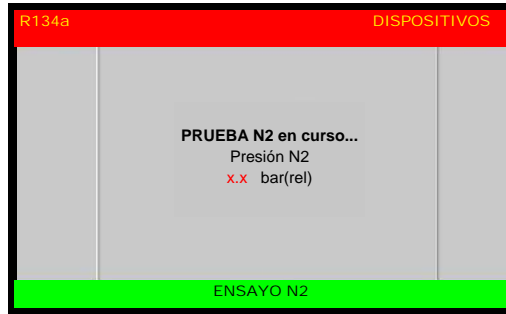 R134a DISPOSITIVOS
PRUEBA N2 en curso...
Presión N2
x.x bar(rel)
ENSAYO N2